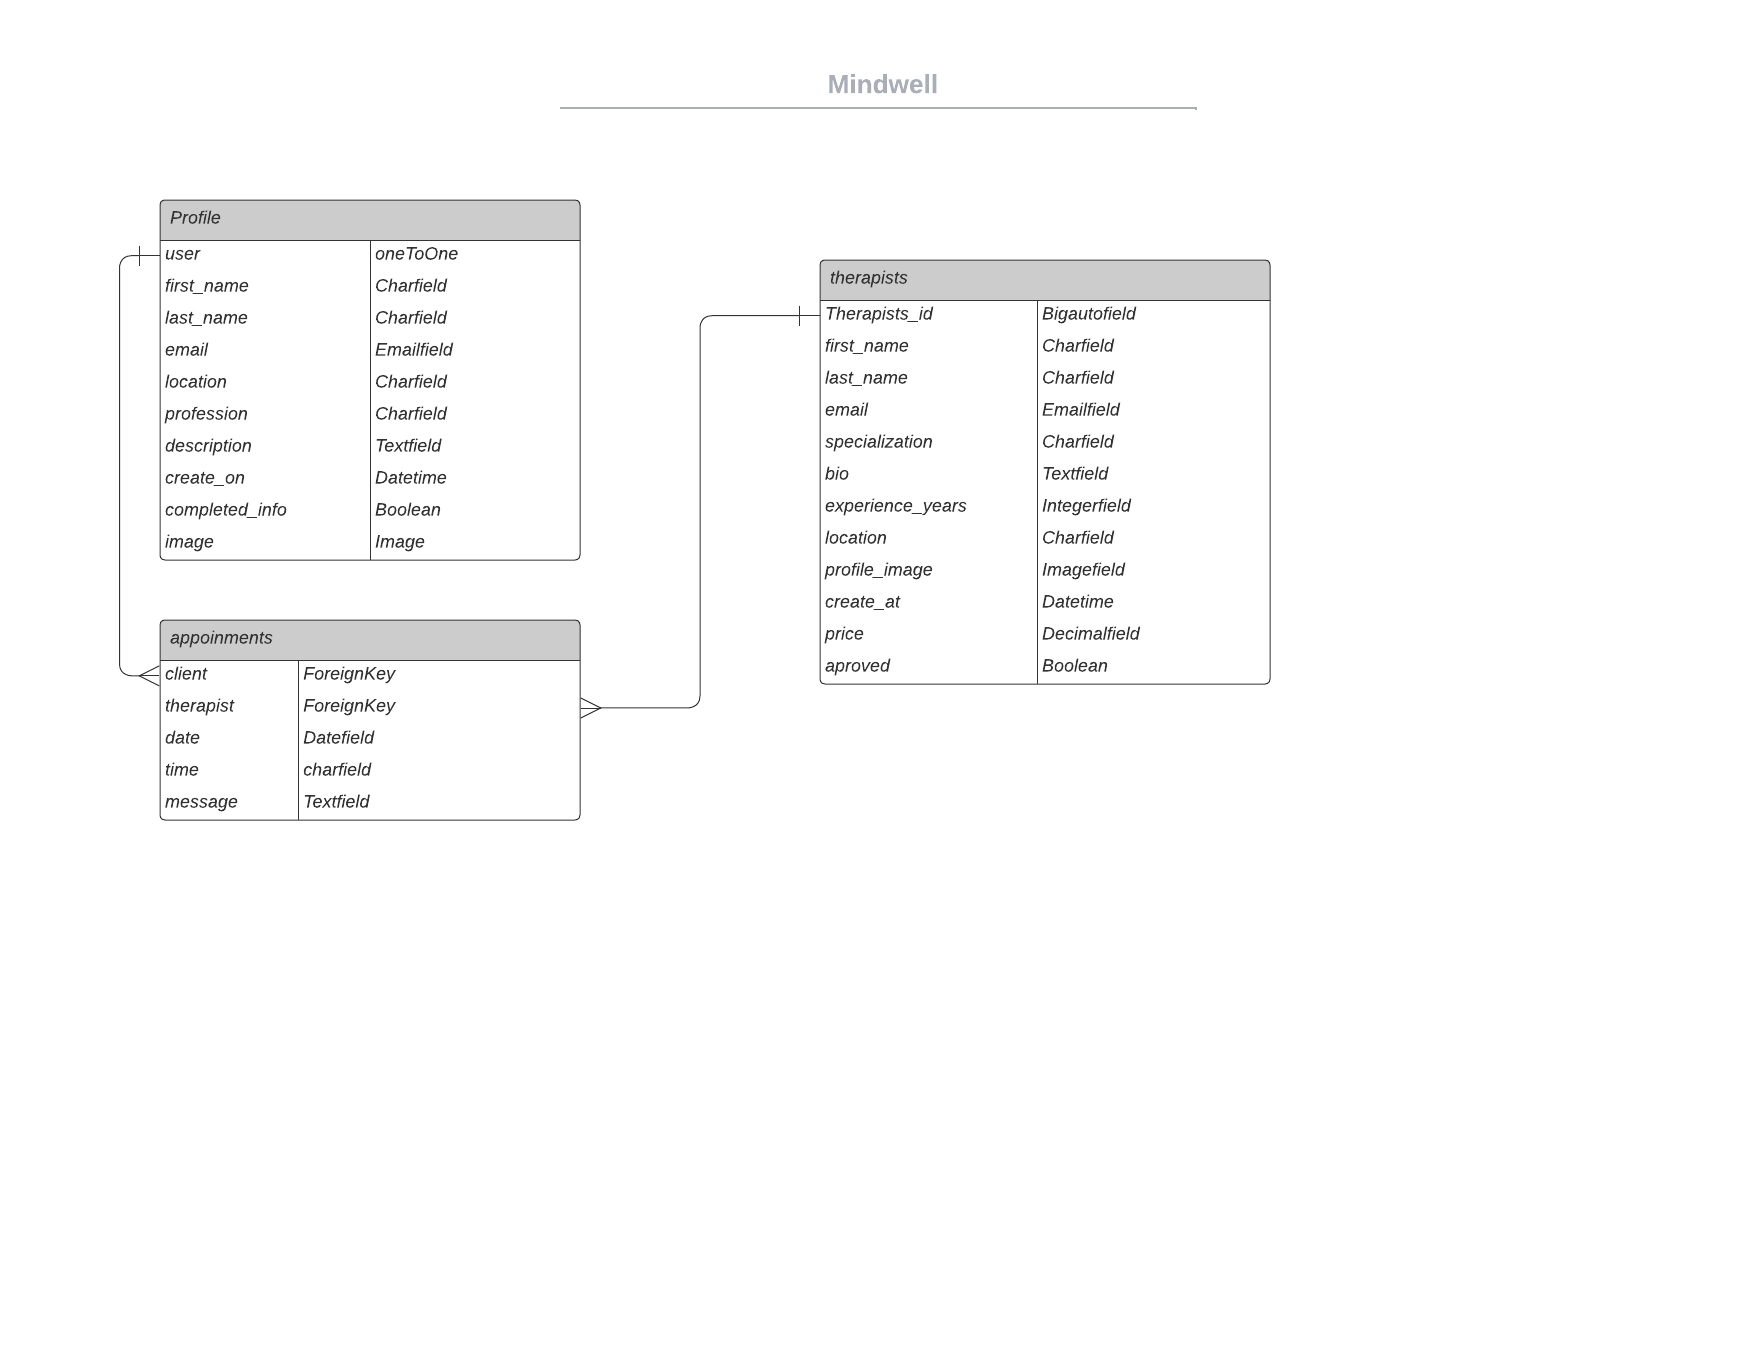 Mindwell
Profile
user oneToOne
first_name Charfield
last_name Charfield
email Emailfield
location Charfield
profession Charfield
description Textfield
create_on Datetime
completed_info Boolean
image Image
appoinments
client ForeignKey
therapist ForeignKey
date Datefield
time charfield
message Textfield
therapists
Therapists_id Bigautofield
first_name Charfield
last_name Charfield
email Emailfield
specialization Charfield
bio Textfield
experience_years Integerfield
location Charfield
profile_image Imagefield
create_at Datetime
price Decimalfield
aproved Boolean